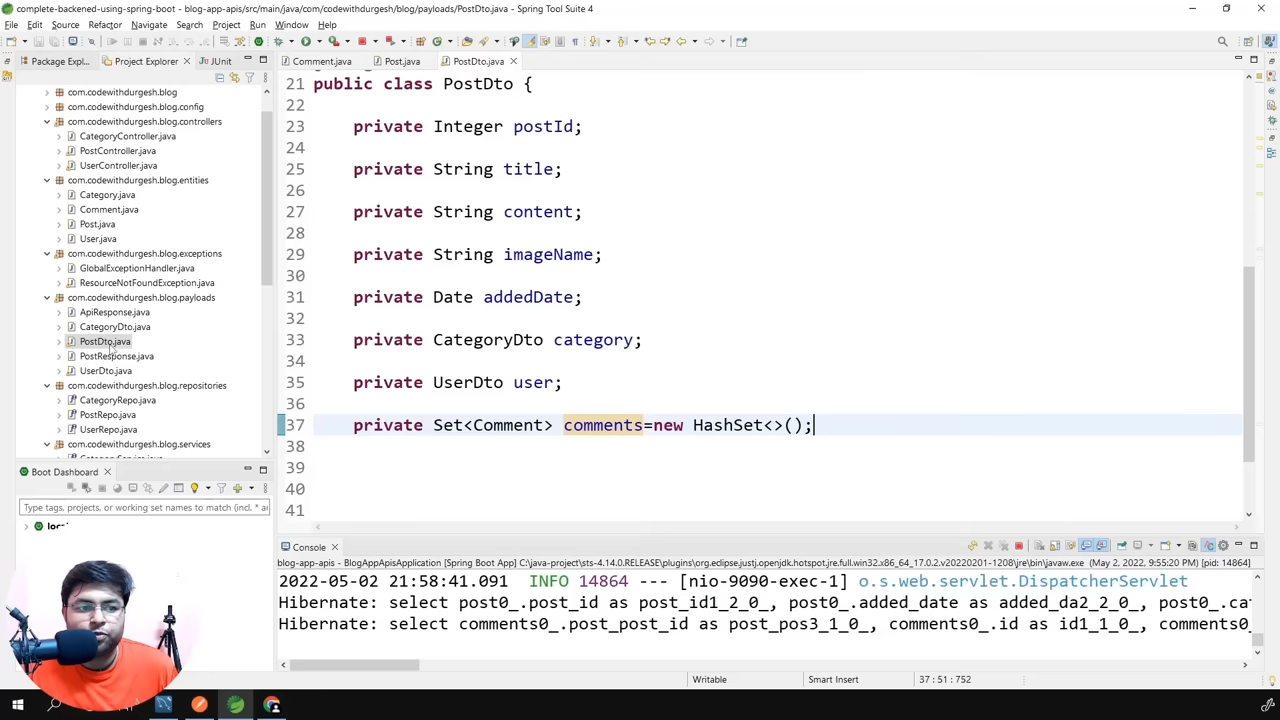 complete-backened-using-spring-boot - blog-app-apis/src/main/java/com/codewithdurgesh/blog/payloads/PostDto.java - Spring Tool Suite 4
File Edit Source Refactor Navigate Search Project Run Window Help
Package Expl... Project Explorer JUnit
com.codewithdurgesh.blog
com.codewithdurgesh.blog.config
com.codewithdurgesh.blog.controllers
CategoryController.java
PostController.java
UserController.java
com.codewithdurgesh.blog.entities
Category.java
Comment.java
Post.java
User.java
com.codewithdurgesh.blog.exceptions
GlobalExceptionHandler.java
ResourceNotFoundException.java
com.codewithdurgesh.blog.payloads
ApiResponse.java
CategoryDto.java
PostDto.java
PostResponse.java
UserDto.java
com.codewithdurgesh.blog.repositories
CategoryRepo.java
PostRepo.java
UserRepo.java
com.codewithdurgesh.blog.services
Boot Dashboard
Type tags, projects, or working set names to match (incl. * a
Comment.java Post.java PostDto.java
21 public class PostDto {
22
23 private Integer postId;
24
25 private String title;
26
27 private String content;
28
29 private String imageName;
30
31 private Date addedDate;
32
33 private CategoryDto category;
34
35 private UserDto user;
36
37 private Set<Comment> comments=new HashSet<>();
38
39
40
41
Console
blog-app-apis - BlogAppApisApplication [Spring Boot App] C:\java-project\sts-4.14.0.RELEASE\plugins\org.eclipse.justj.openjdk.hotspot.jre.full.win32.x86_64_17.0.2.v20220201-1208\jre\bin\javaw.exe (May 2, 2022, 9:55:20 PM) [pid: 14864]
2022-05-02 21:58:41.091 INFO 14864 --- [nio-9090-exec-1] o.s.web.servlet.DispatcherServlet
Hibernate: select post0_.post_id as post_id1_2_0_, post0_.added_date as added_da2_2_0_, post0_.ca
Hibernate: select comments0_.post_post_id as post_pos3_1_0_, comments0_.id as id1_1_0_, comments0
Writable Smart Insert 37 : 51 : 752